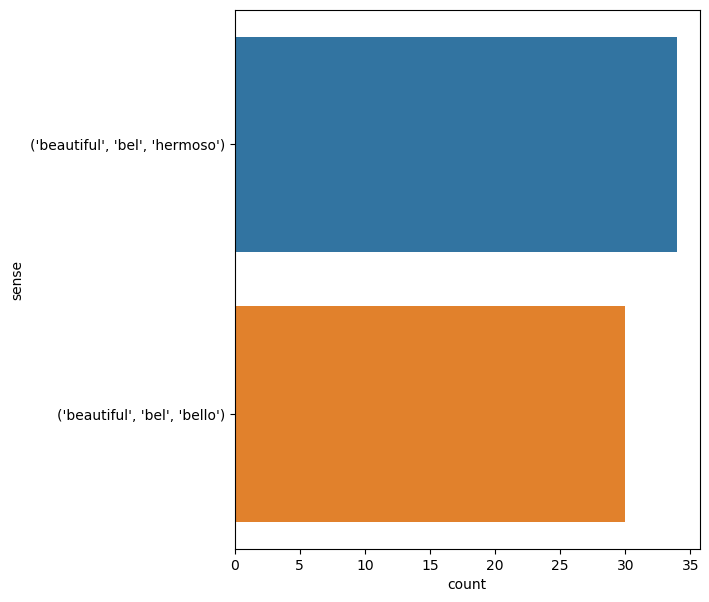 ('beautiful', 'bel', 'hermoso')
sense
('beautiful', 'bel', 'bello')
0 5 10 15 20 25 30 35
count